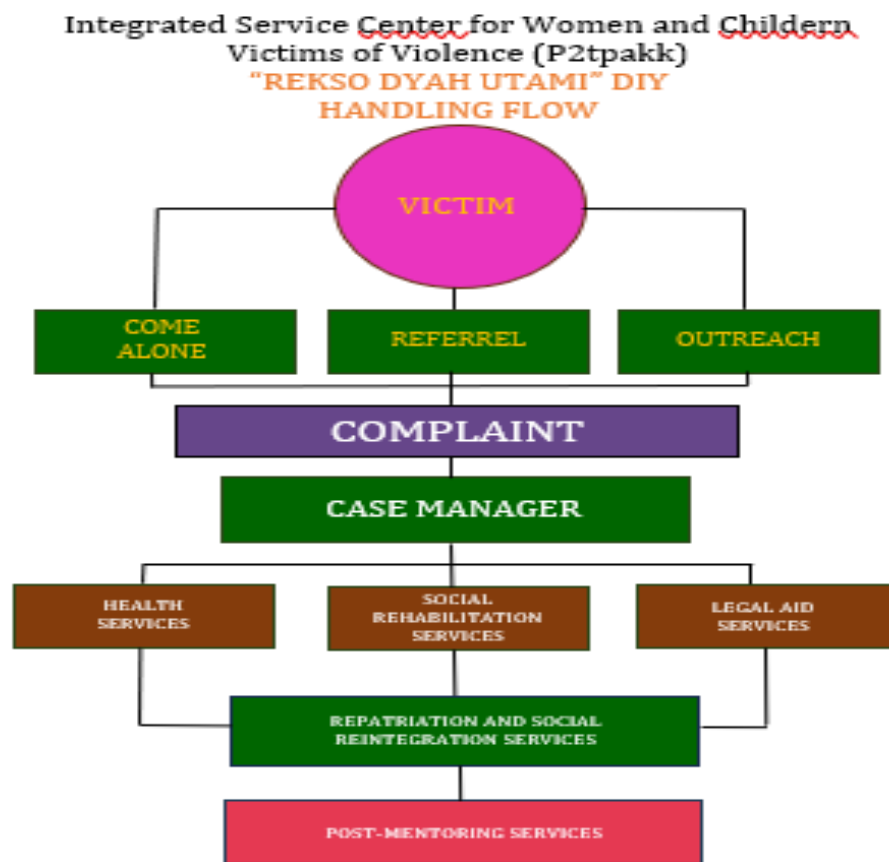 Integrated Service Center for Women and Childern
Victims of Violence (P2tpakk)
“REKSO DYAH UTAMI” DIY
HANDLING FLOW
VICTIM
COME
ALONE
REFERREL
OUTREACH
COMPLAINT
CASE MANAGER
HEALTH
SERVICES
SOCIAL
REHABILITATION
SERVICES
LEGAL AID
SERVICES
REPATRIATION AND SOCIAL
REINTEGRATION SERVICES
POST-MENTORING SERVICES